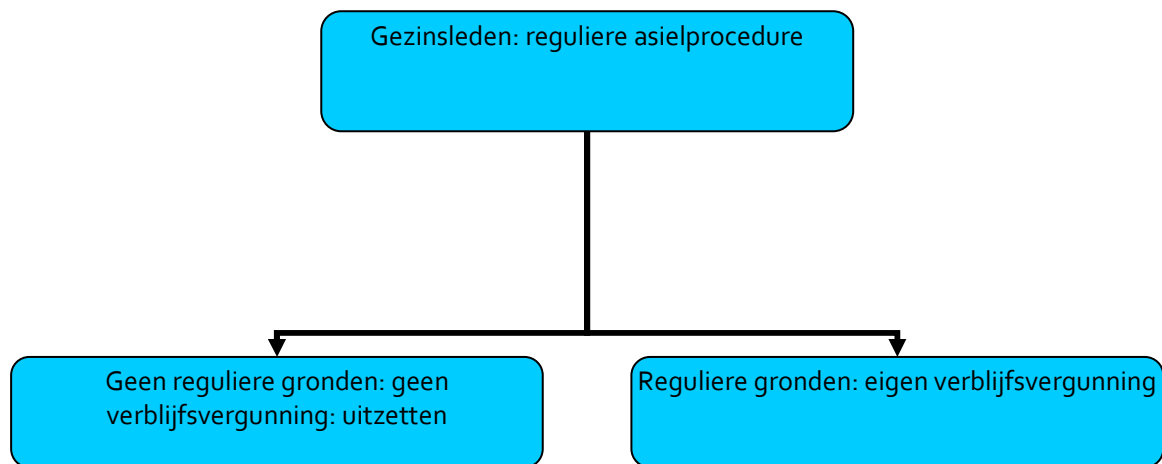 Gezinsleden: reguliere asielprocedure
Geen reguliere gronden: geen
verblijfsvergunning: uitzetten
Reguliere gronden: eigen verblijfsvergunning